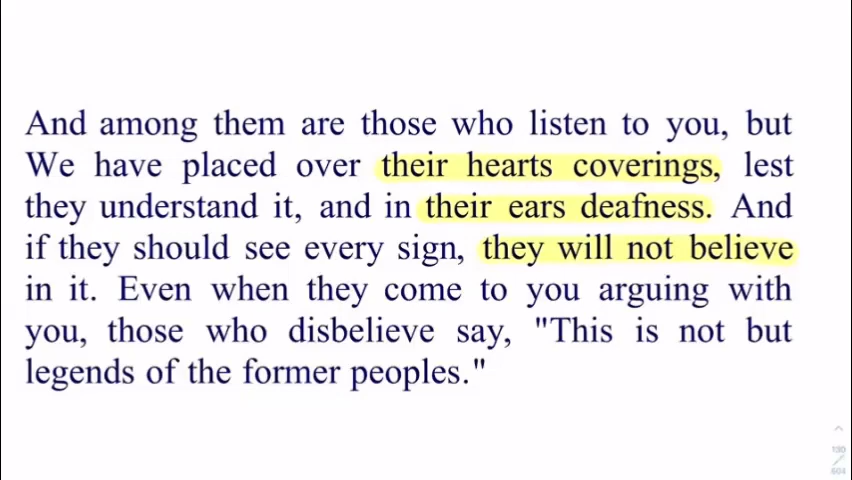 And among them are those who listen to you, but
We have placed over their hearts coverings, lest
they understand it, and in their ears deafness. And
if they should see every sign, they will not believe
in it. Even when they come to you arguing with
you, those who disbelieve say, "This is not but
legends of the former peoples."
130
604